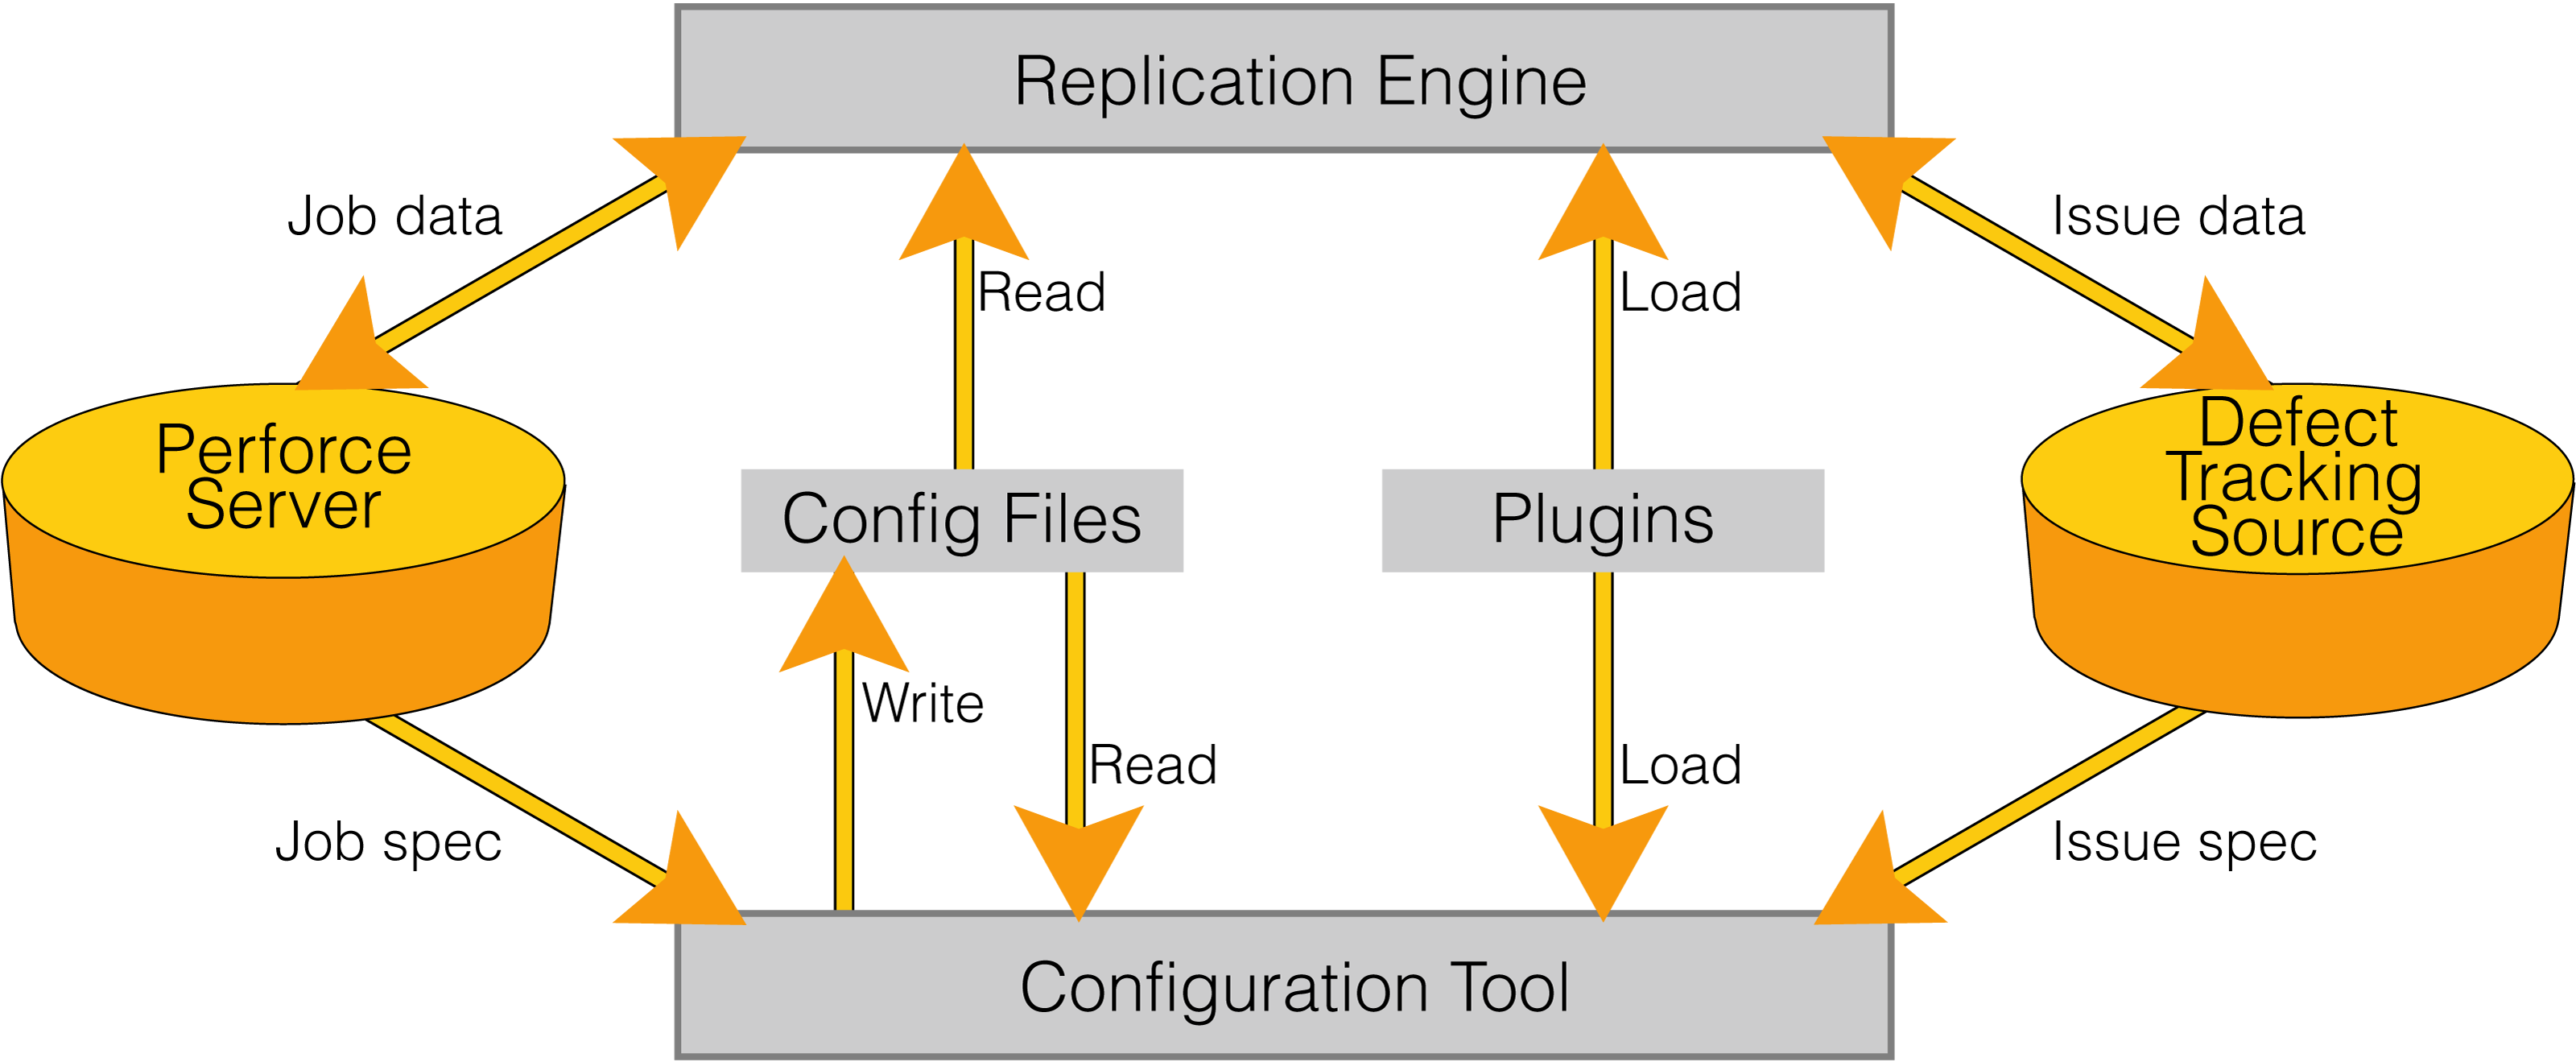 Replication Engine
Job data
Issue data
Read
Load
Perforce
Server
Config Files
Plugins
Defect
Tracking
Source
Write
Read
Load
Job spec
Issue spec
Configuration Tool